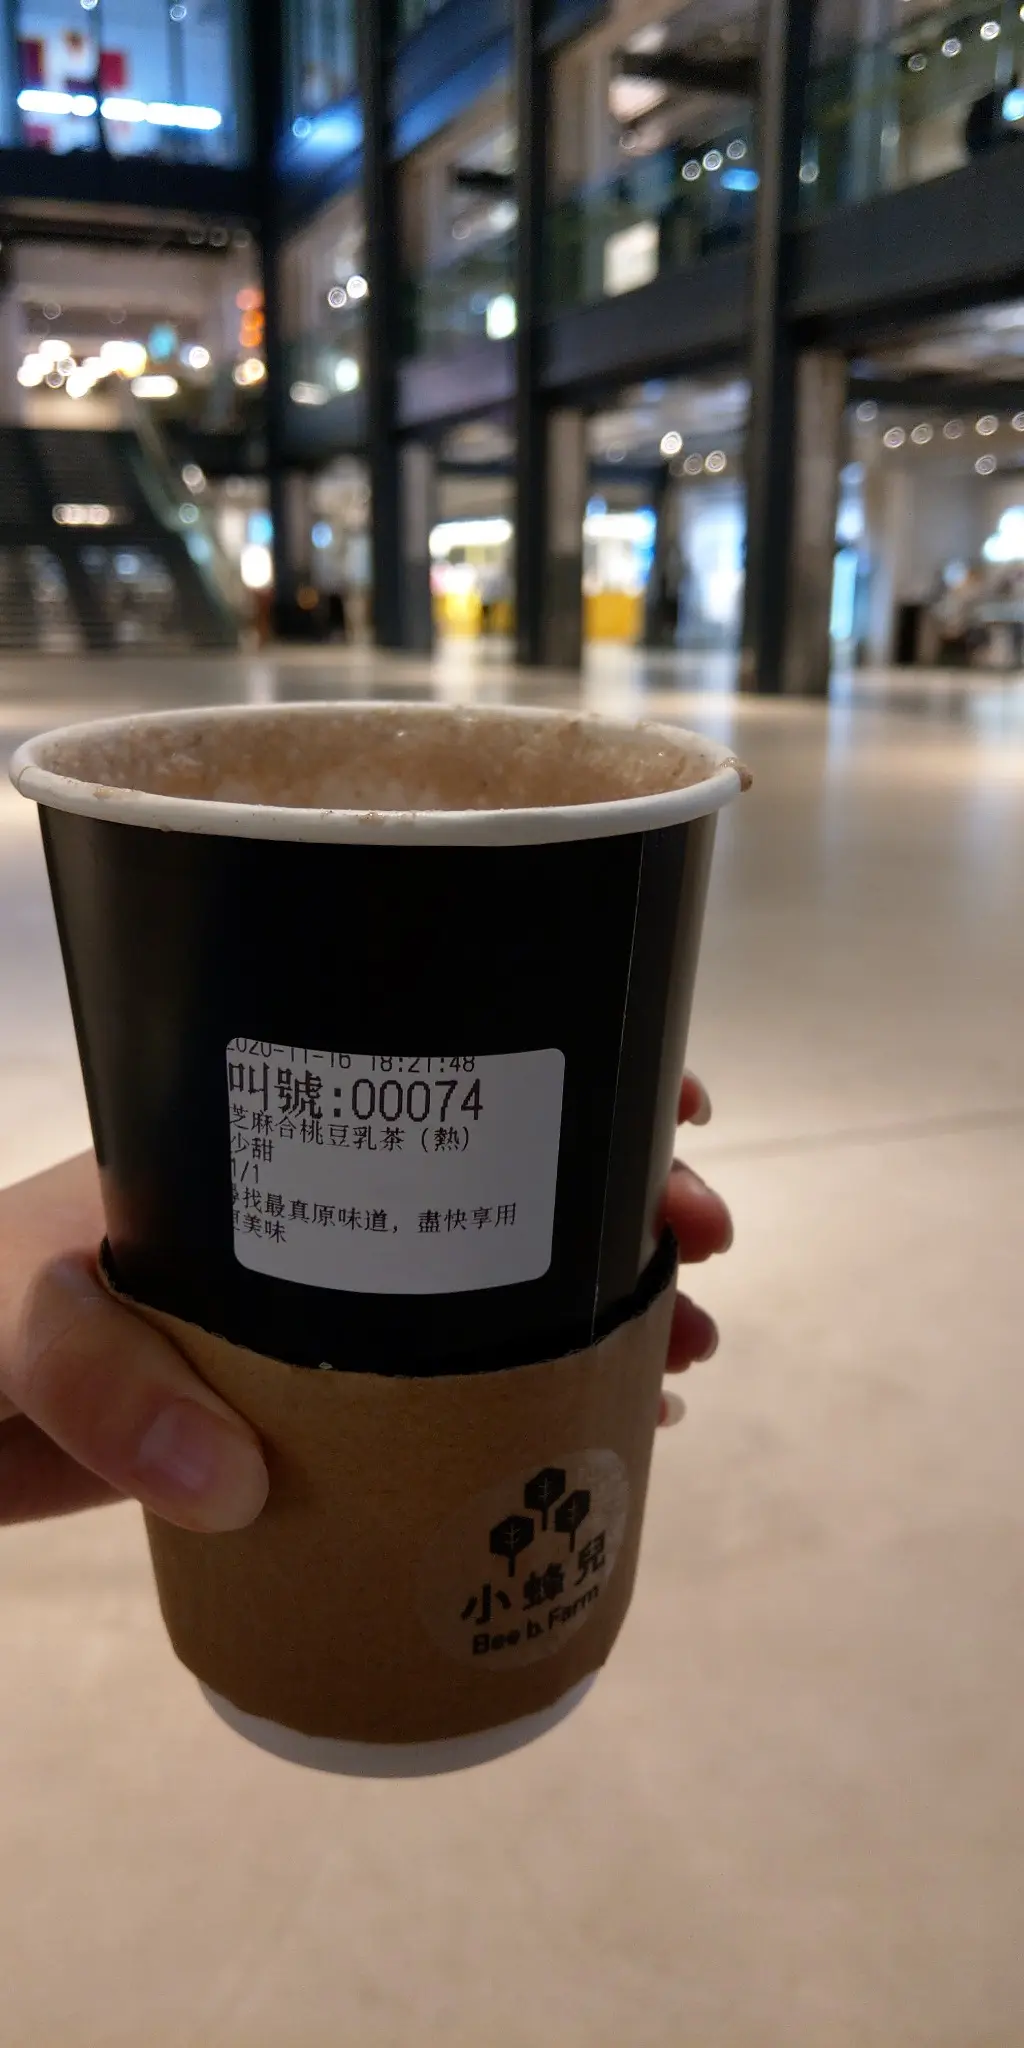 2020-11-16 18:21:48
叫號:00074
芝麻合桃豆乳茶 (熱)
少甜
1/1
尋找最真原味道, 盡快享用
美味
小蜂兒
Bee b. Farm